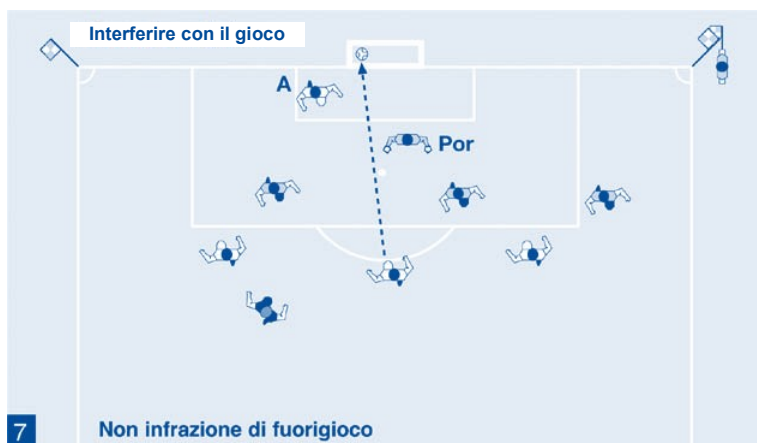 Interferire con il gioco
A
Por
7
Non infrazione di fuorigioco